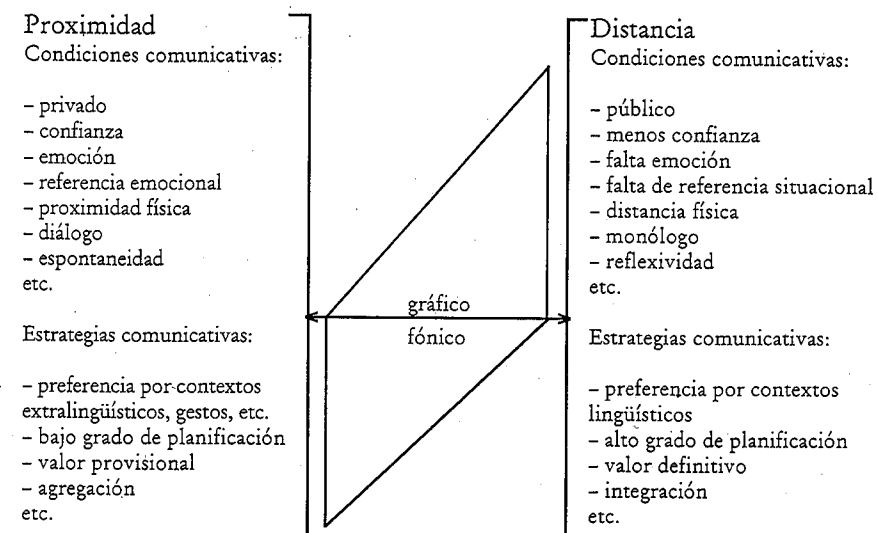 Proximidad
Condiciones comunicativas:
– privado
– confianza
– emoción
– referencia emocional
– proximidad física
– diálogo
– espontaneidad
etc.
Estrategias comunicativas:
– preferencia por contextos
extralingüísticos, gestos, etc.
– bajo grado de planificación
– valor provisional
– agregación
etc.
gráfico
fónico
Distancia
Condiciones comunicativas:
– público
– menos confianza
– falta emoción
– falta de referencia situacional
– distancia física
– monólogo
– reflexividad
etc.
Estrategias comunicativas:
– preferencia por contextos
lingüísticos
– alto grado de planificación
– valor definitivo
– integración
etc.